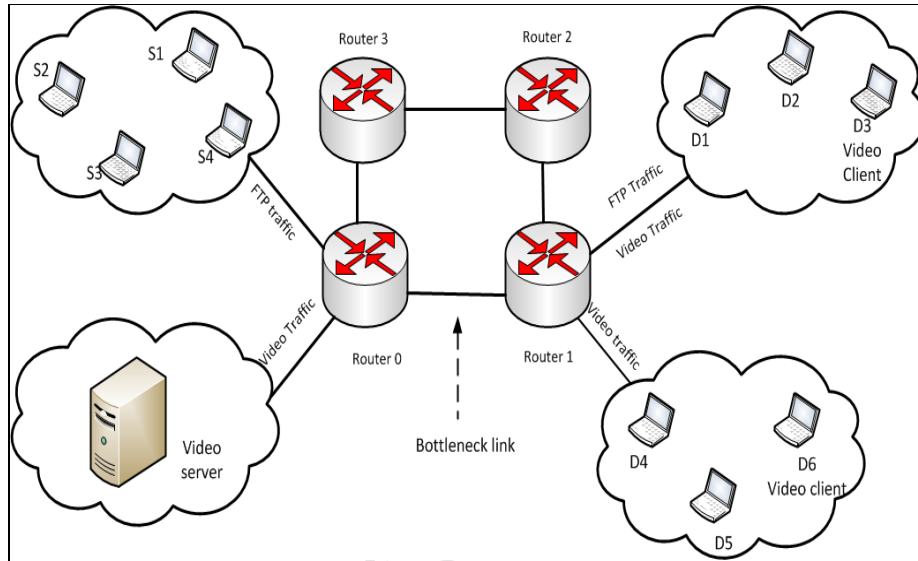 S1
S2
S3
S4
Router 3
Router 2
D1
D2
D3
Video
Client
FTP traffic
FTP Traffic
Video Traffic
Video Traffic
Router 0
Router 1
Video traffic
Bottleneck link
Video
server
D4
D5
D6
Video client